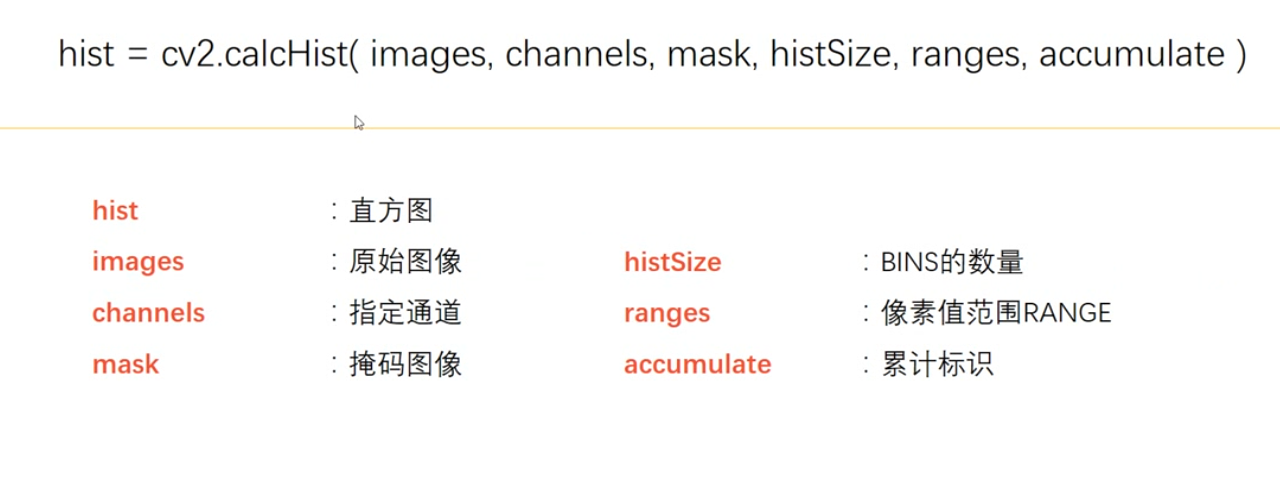 hist = cv2.calcHist( images, channels, mask, histSize, ranges, accumulate )
hist : 直方图
images : 原始图像
channels : 指定通道
mask : 掩码图像
histSize : BINS的数量
ranges : 像素值范围RANGE
accumulate : 累计标识